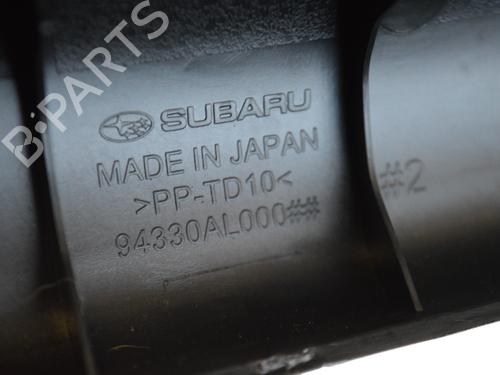 B-PARTS
SUBARU
MADE IN JAPAN
>PP-TD10<
94330AL000##
#2